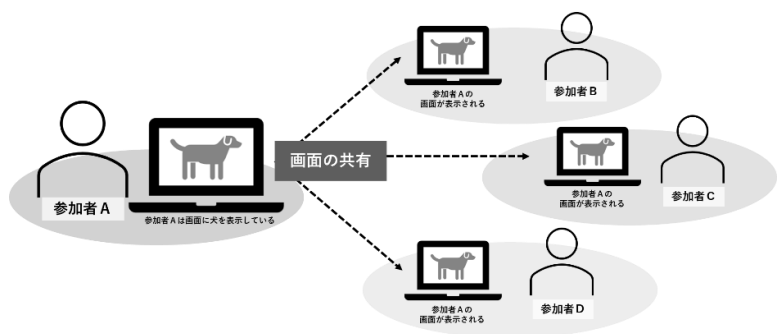 参加者A
参加者Aは画面に犬を表示している
画面の共有
参加者Aの
画面が表示される
参加者B
参加者Aの
画面が表示される
参加者C
参加者Aの
画面が表示される
参加者D